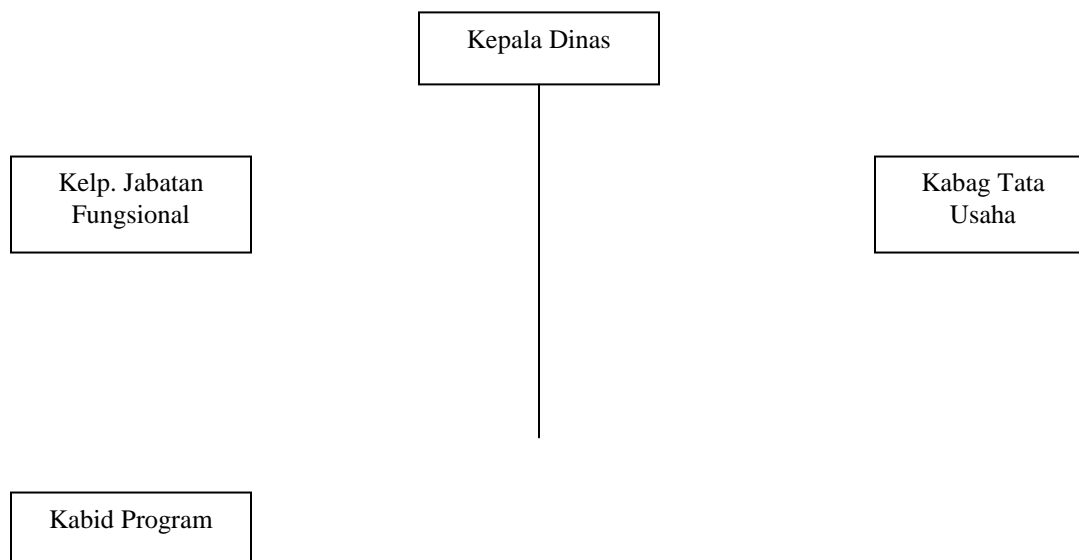 Kepala Dinas
Kelp. Jabatan
Fungsional
Kabag Tata
Usaha
Kabid Program